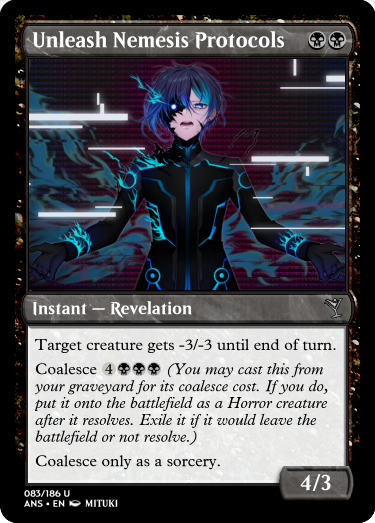 Unleash Nemesis Protocols
Instant — Revelation
Target creature gets -3/-3 until end of turn.
Coalesce 4 (You may cast this from
your graveyard for its coalesce cost. If you do,
put it onto the battlefield as a Horror creature
after it resolves. Exile it if it would leave the
battlefield or not resolve.)
Coalesce only as a sorcery.
4/3
083/186 U
ANS • EN MITUKI